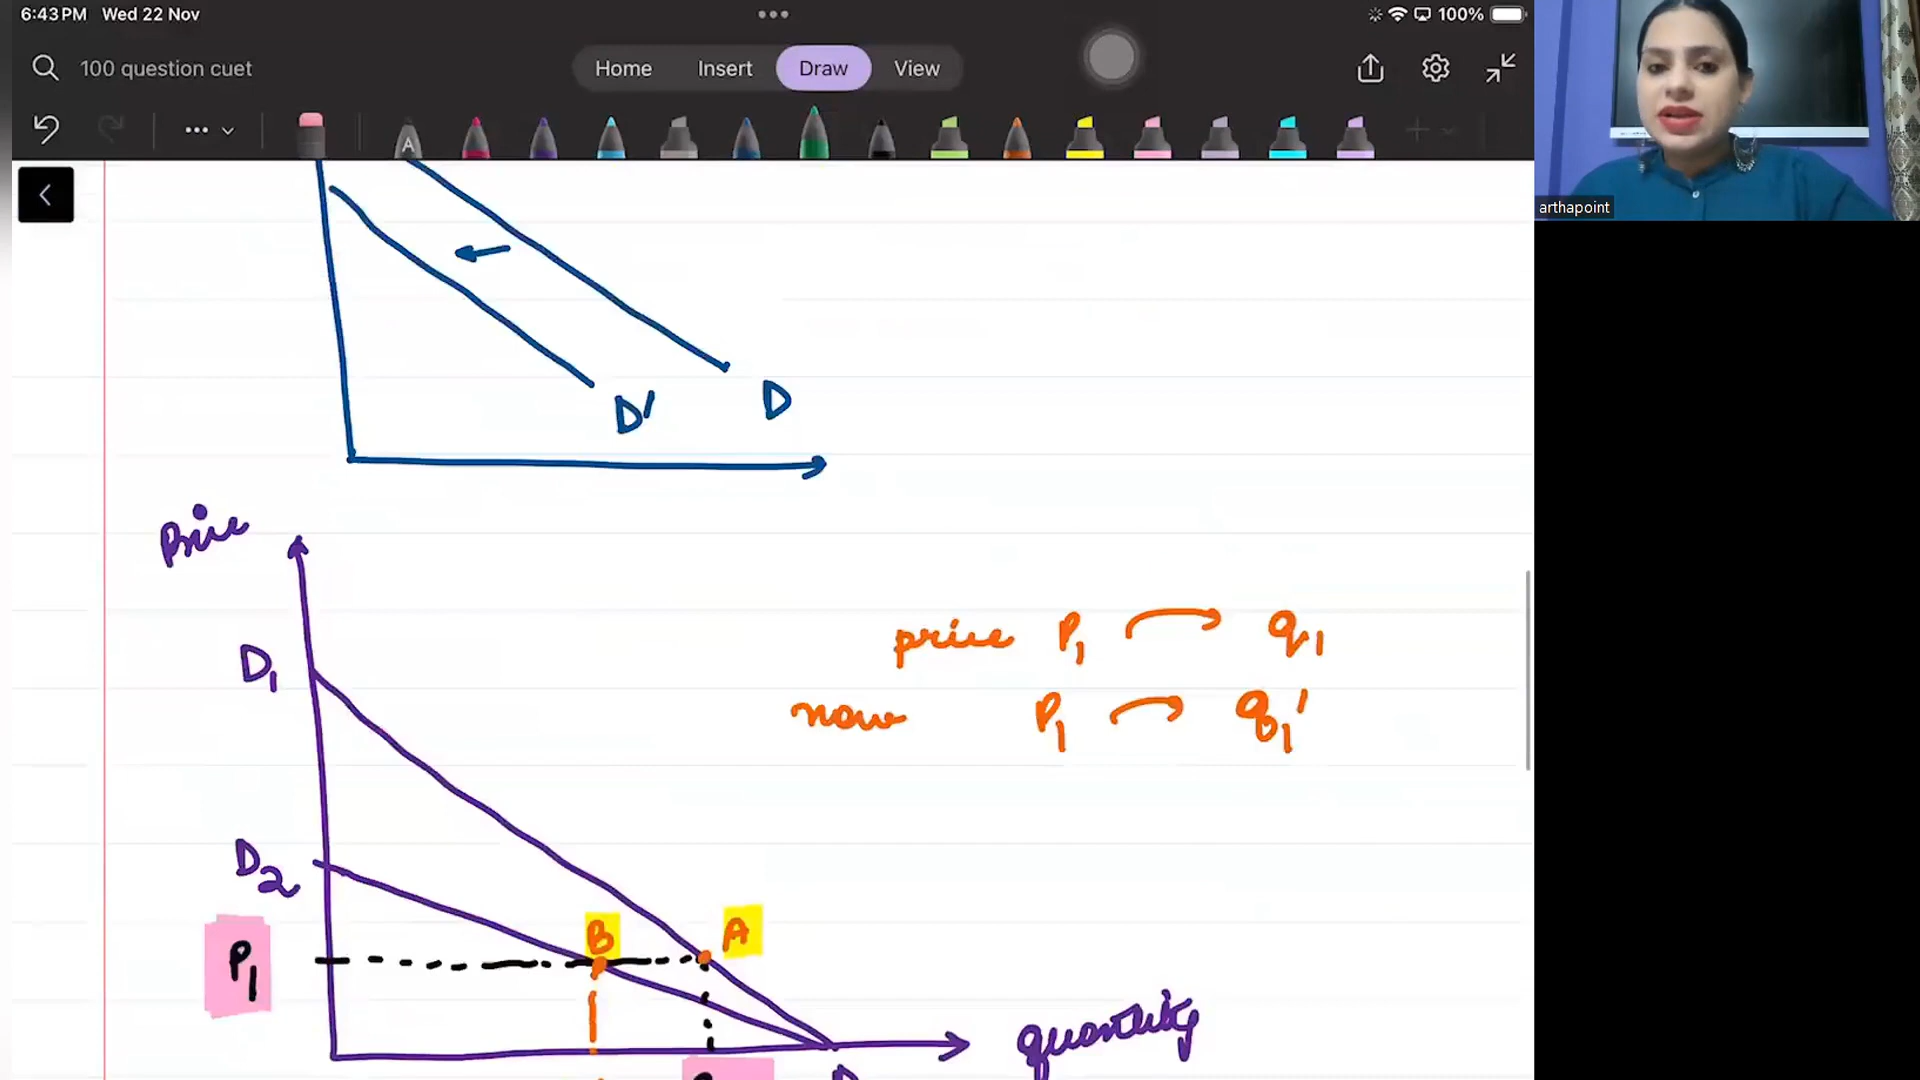 6:43 PM Wed 22 Nov
100%
100 question cuet
Home Insert Draw View
A
arthapoint
D' D
Price
D1
price P1 q1
now P1 q1'
D2
B A
P1
quantity